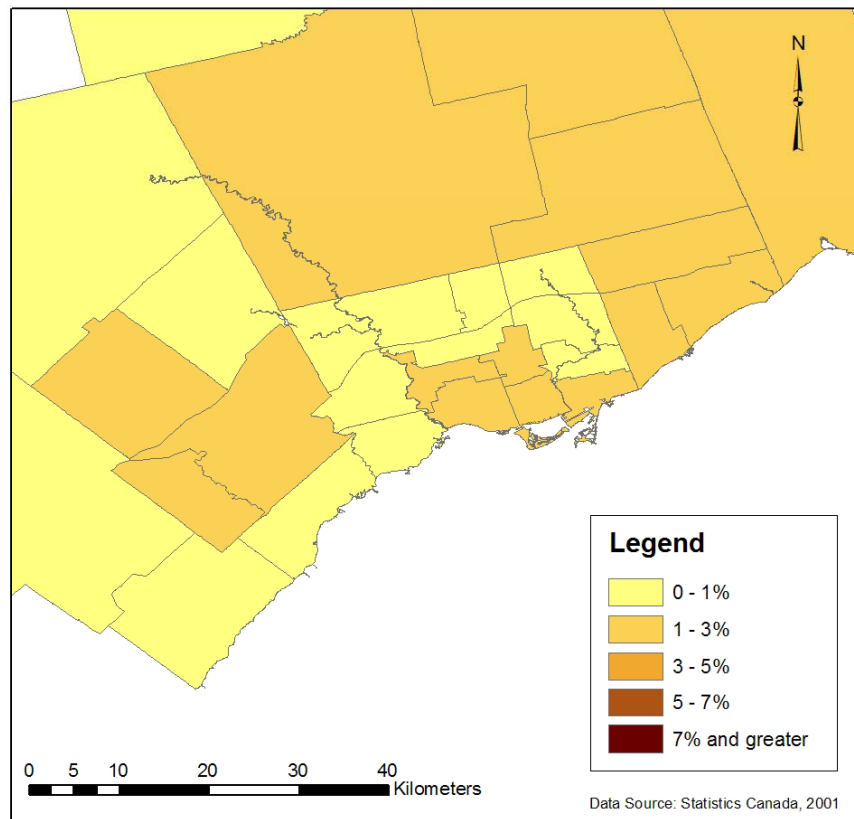 N
Legend
0 - 1%
1 - 3%
3 - 5%
5 - 7%
7% and greater
0 5 10 20 30 40
Kilometers
Data Source: Statistics Canada, 2001